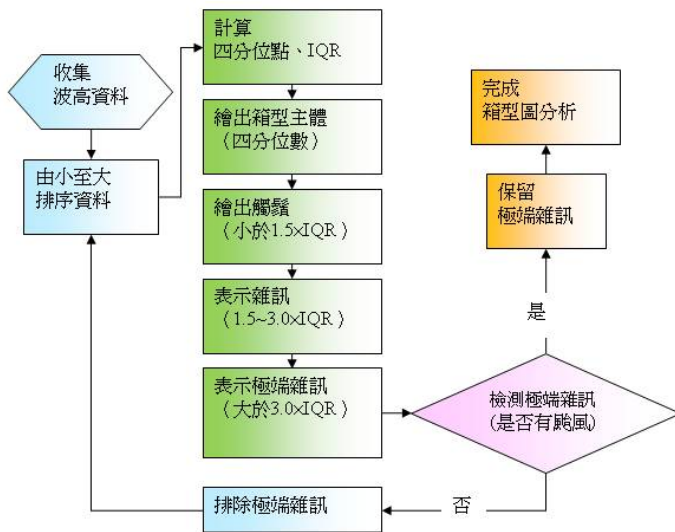 收集
波高資料
由小至大
排序資料
計算
四分位點、IQR
繪出箱型主體
（四分位數）
繪出觸鬚
（小於1.5×IQR）
表示雜訊
（1.5~3.0×IQR）
表示極端雜訊
（大於3.0×IQR）
檢測極端雜訊
(是否有颱風)
是
保留
極端雜訊
完成
箱型圖分析
否
排除極端雜訊